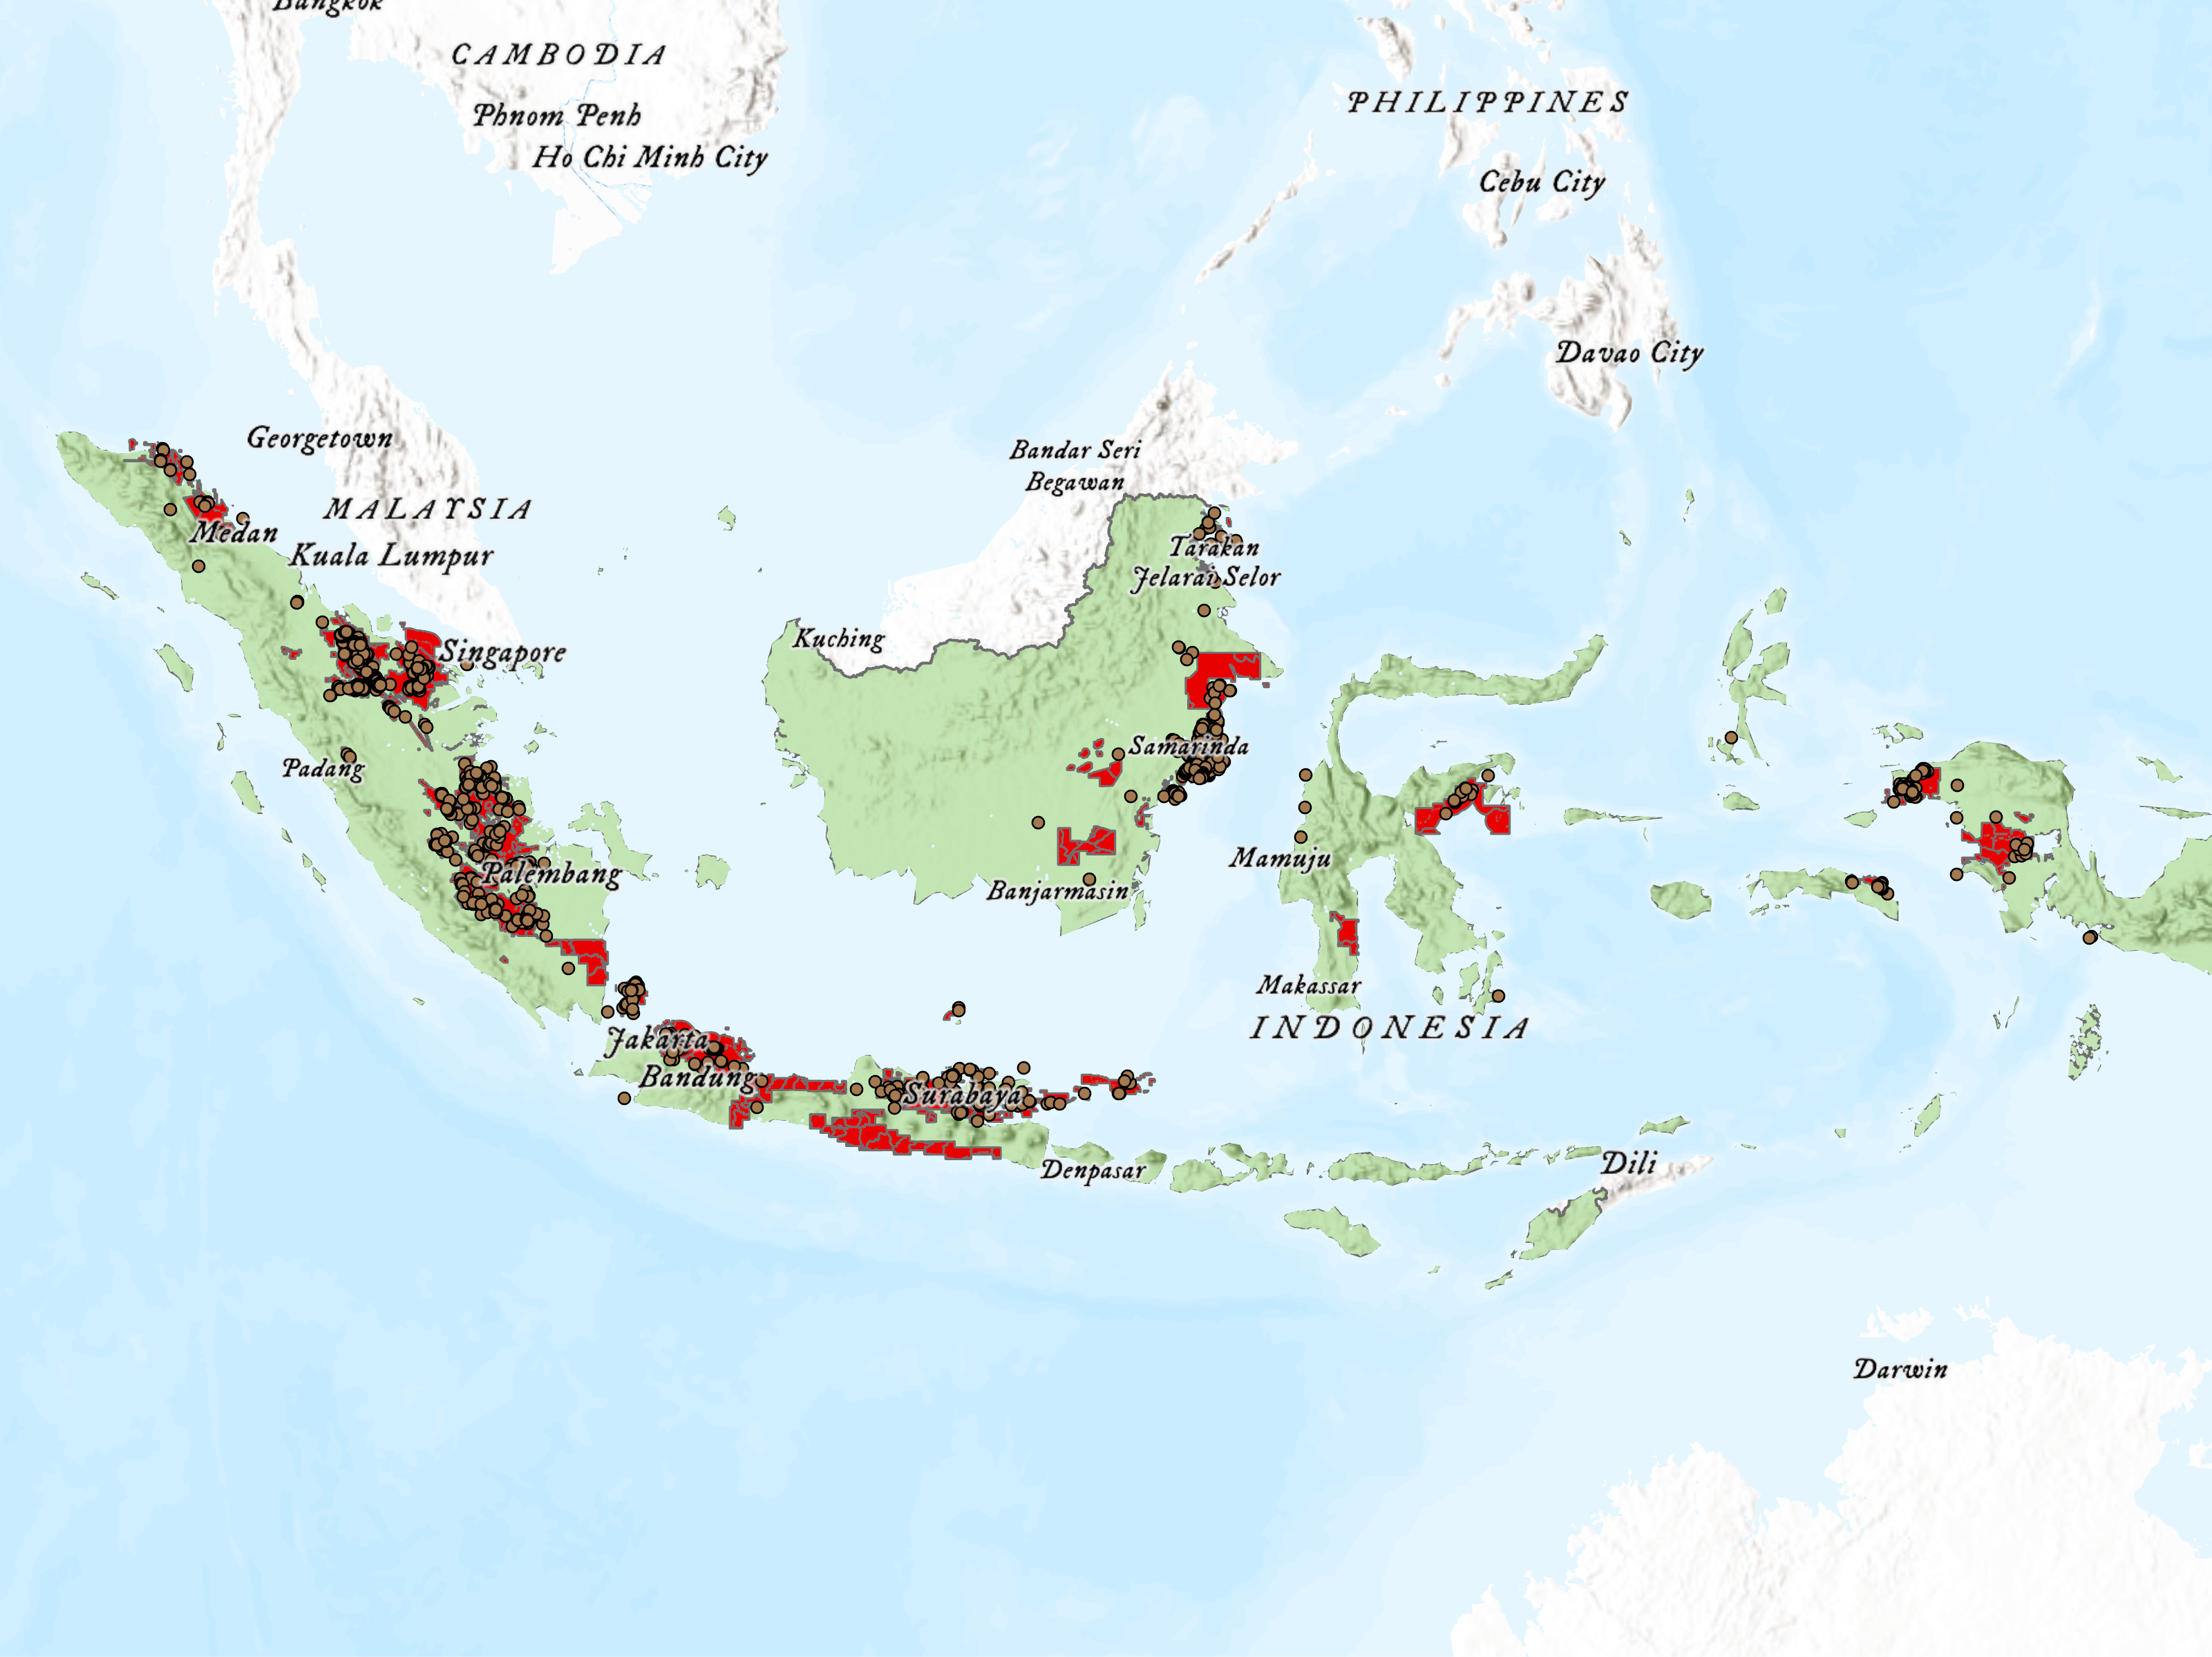 Bangkok
CAMBODIA
Phnom Penh
Ho Chi Minh City
PHILIPPINES
Cebu City
Davao City
Georgetown
MALAYSIA
Medan
Kuala Lumpur
Bandar Seri
Begawan
Tarakan
Jelarai Selor
Kuching
Singapore
Samarinda
Padang
Mamuju
Palembang
Banjarmasin
Makassar
INDONESIA
Jakarta
Bandung
Surabaya
Denpasar
Dili
Darwin